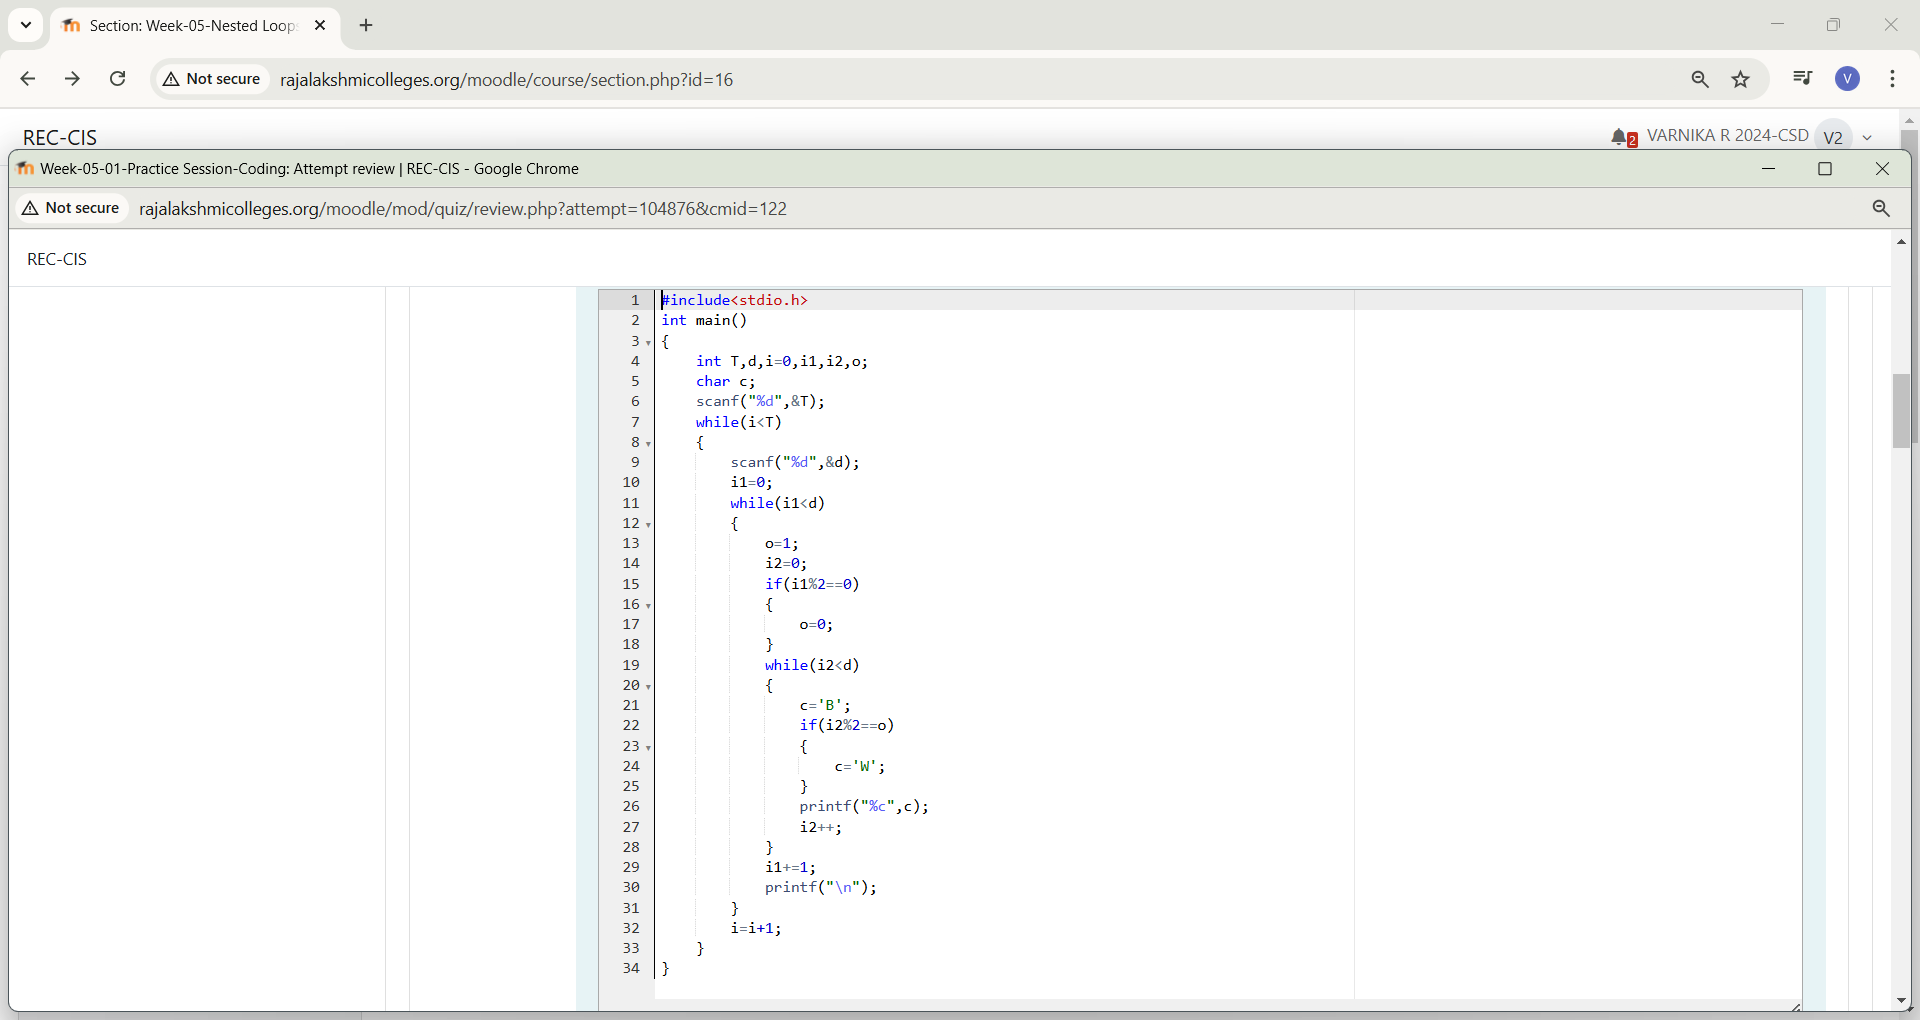 Section: Week-05-Nested Loop
Not secure
rajalakshmicolleges.org/moodle/course/section.php?id=16
V
REC-CIS
2
VARNIKA R 2024-CSD
V2
Week-05-01-Practice Session-Coding: Attempt review | REC-CIS - Google Chrome
Not secure
rajalakshmicolleges.org/moodle/mod/quiz/review.php?attempt=104876&cmid=122
REC-CIS
1 #include<stdio.h>
2 int main()
3 {
4     int T,d,i=0,i1,i2,o;
5     char c;
6     scanf("%d",&T);
7     while(i<T)
8     {
9         scanf("%d",&d);
10         i1=0;
11         while(i1<d)
12         {
13             o=1;
14             i2=0;
15             if(i1%2==0)
16             {
17                 o=0;
18             }
19             while(i2<d)
20             {
21                 c='B';
22                 if(i2%2==o)
23                 {
24                     c='W';
25                 }
26                 printf("%c",c);
27                 i2++;
28             }
29             i1+=1;
30             printf("\n");
31         }
32         i=i+1;
33     }
34 }